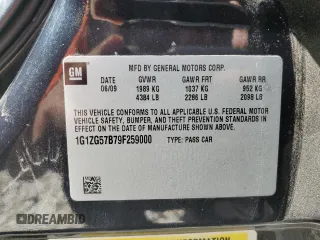 GM
MFD BY GENERAL MOTORS CORP.
DATE GVWR GAWR FRT GAWR RR
06/09 1989 KG 1037 KG 952 KG
4384 LB 2286 LB 2098 LB
THIS VEHICLE CONFORMS TO ALL APPLICABLE U.S. FEDERAL MOTOR
VEHICLE SAFETY, BUMPER, AND THEFT PREVENTION STANDARDS IN
EFFECT ON THE DATE OF MANUFACTURE SHOWN ABOVE.
1G1ZG57B79F259000 TYPE: PASS CAR
DREAMBID